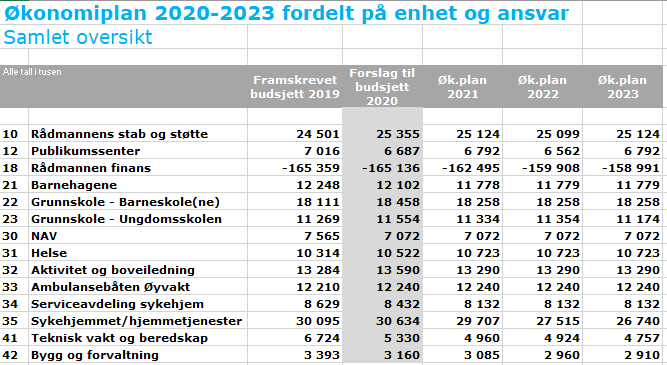 Økonomiplan 2020-2023 fordelt på enhet og ansvar
Samlet oversikt
Alle tall i tusen
Framskrevet budsjett 2019 Forslag til budsjett 2020 Øk.plan 2021 Øk.plan 2022 Øk.plan 2023
10 Rådmannens stab og støtte 24 501 25 355 25 124 25 099 25 124
12 Publikumssenter 7 016 6 687 6 792 6 562 6 792
18 Rådmannen finans -165 359 -165 136 -162 495 -159 908 -158 991
21 Barnehagene 12 248 12 102 11 778 11 779 11 779
22 Grunnskole - Barneskole(ne) 18 111 18 458 18 258 18 258 18 258
23 Grunnskole - Ungdomsskolen 11 269 11 554 11 334 11 354 11 174
30 NAV 7 565 7 072 7 072 7 072 7 072
31 Helse 10 314 10 522 10 723 10 723 10 723
32 Aktivitet og boveiledning 13 284 13 590 13 290 13 290 13 290
33 Ambulansebåten Øyvakt 12 210 12 240 12 240 12 240 12 240
34 Serviceavdeling sykehjem 8 629 8 432 8 132 8 132 8 132
35 Sykehjemmet/hjemmetjenester 30 095 30 634 29 707 27 515 26 740
41 Teknisk vakt og beredskap 6 724 5 330 4 960 4 924 4 757
42 Bygg og forvaltning 3 393 3 160 3 085 2 960 2 910